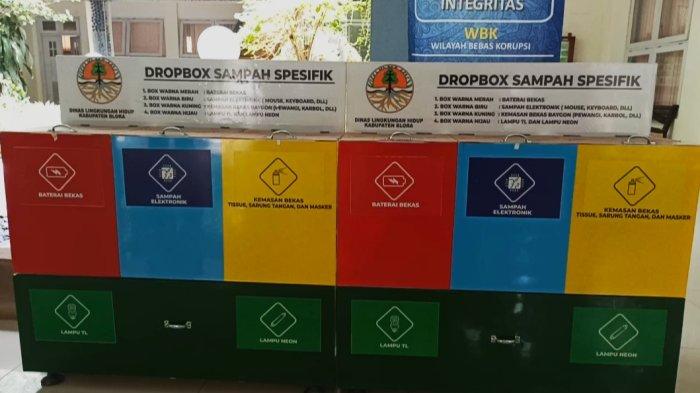 INTEGRITAS
WBK
WILAYAH BEBAS KORUPSI
DROPBOX SAMPAH SPESIFIK
1. BOX WARNA MERAH : BATERAI BEKAS
2. BOX WARNA BIRU : SAMPAH ELEKTRONIK ( MOUSE, KEYBOARD, DLL)
3. BOX WARNA KUNING : KEMASAN BEKAS BAYGON (PEWANGI, KARBOL, DLL)
4. BOX WARNA HIJAU : LAMPU TL DAN LAMPU NEON
DINAS LINGKUNGAN HIDUP
KABUPATEN BLORA
DROPBOX SAMPAH SPESIFIK
1. BOX WARNA MERAH : BATERAI BEKAS
2. BOX WARNA BIRU : SAMPAH ELEKTRONIK ( MOUSE, KEYBOARD, DLL)
3. BOX WARNA KUNING : KEMASAN BEKAS BAYGON (PEWANGI, KARBOL, DLL)
4. BOX WARNA HIJAU : LAMPU TL DAN LAMPU NEON
DINAS LINGKUNGAN HIDUP
KABUPATEN BLORA
BATERAI BEKAS
SAMPAH
ELEKTRONIK
KEMASAN BEKAS
TISSUE, SARUNG TANGAN, DAN MASKER
BATERAI BEKAS
SAMPAH
ELEKTRONIK
KEMASAN BEKAS
TISSUE, SARUNG TANGAN, DAN MASKER
LAMPU TL
LAMPU NEON
LAMPU TL
LAMPU NEON